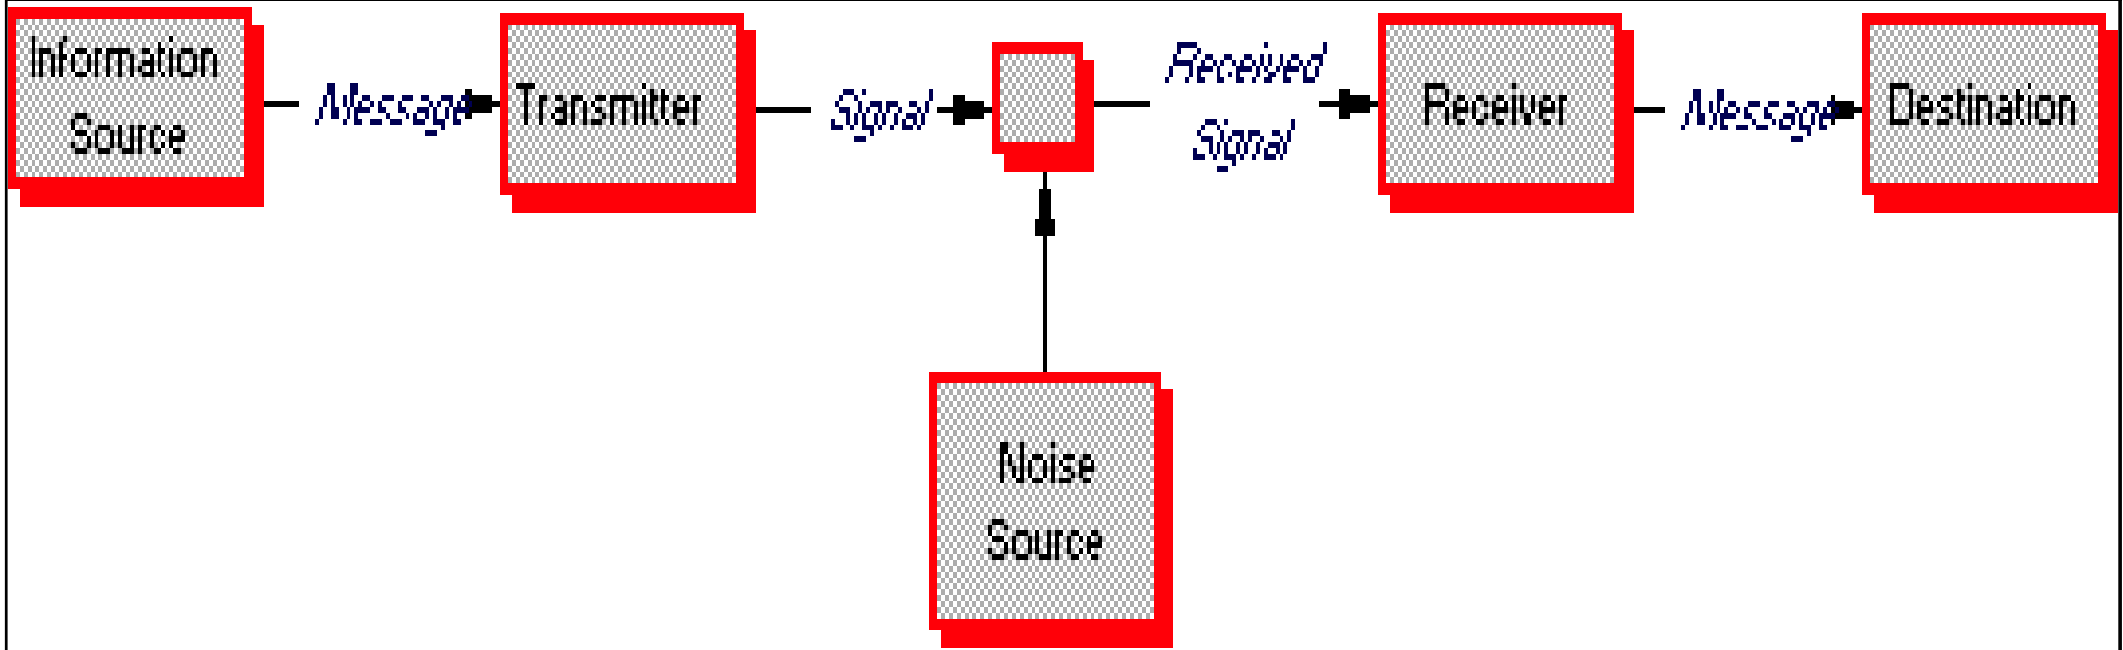 Information
Source
Message
Transmitter
Signal
Received
Signal
Receiver
Message
Destination
Noise
Source